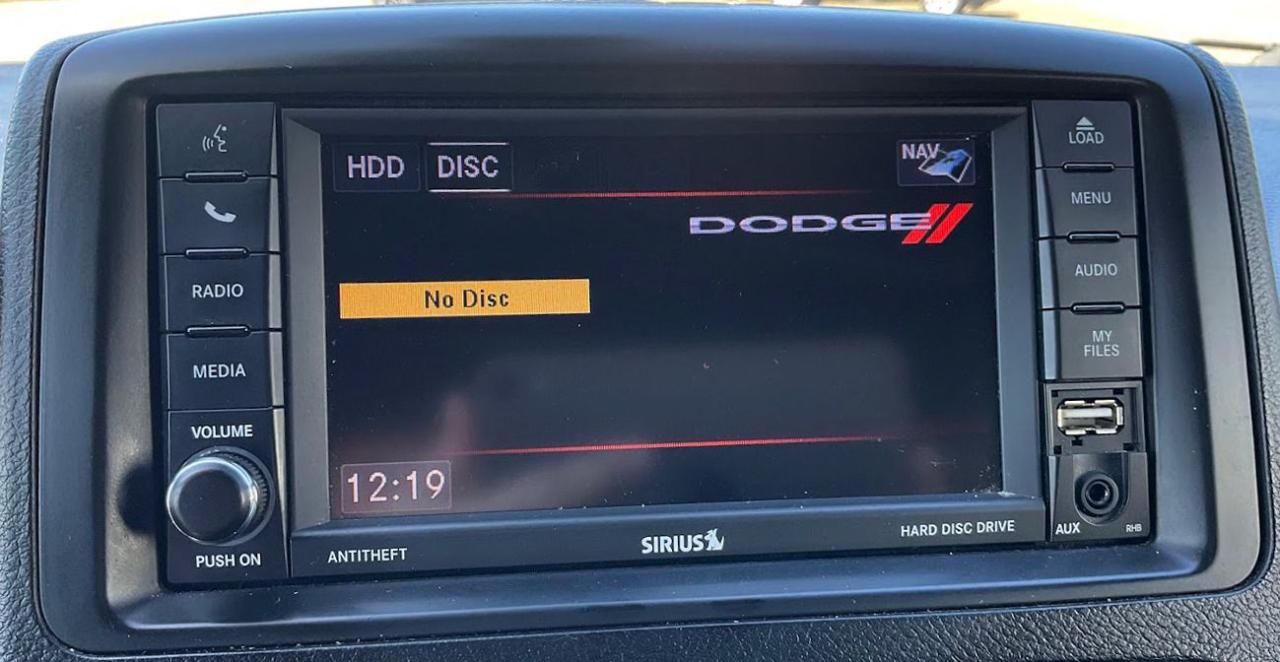 HDD
DISC
NAV
DODGE
No Disc
12:19
RADIO
MEDIA
VOLUME
PUSH ON
LOAD
MENU
AUDIO
MY
FILES
AUX
RHB
ANTITHEFT
SIRIUS
HARD DISC DRIVE